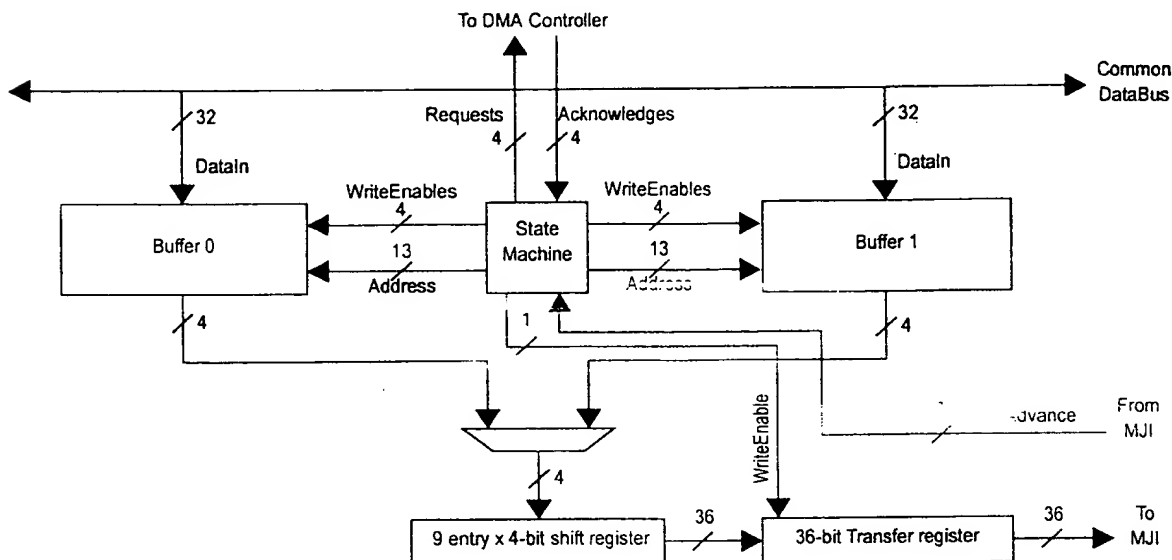 To DMA Controller
Common
DataBus
32
Requests
4
Acknowledges
4
32
DataIn
DataIn
WriteEnables
4
WriteEnables
4
Buffer 0
State
Machine
Buffer 1
13
Address
13
Address
4
1
4
WriteEnable
From
MJI
4
9 entry x 4-bit shift register
36
36-bit Transfer register
36
To
MJI